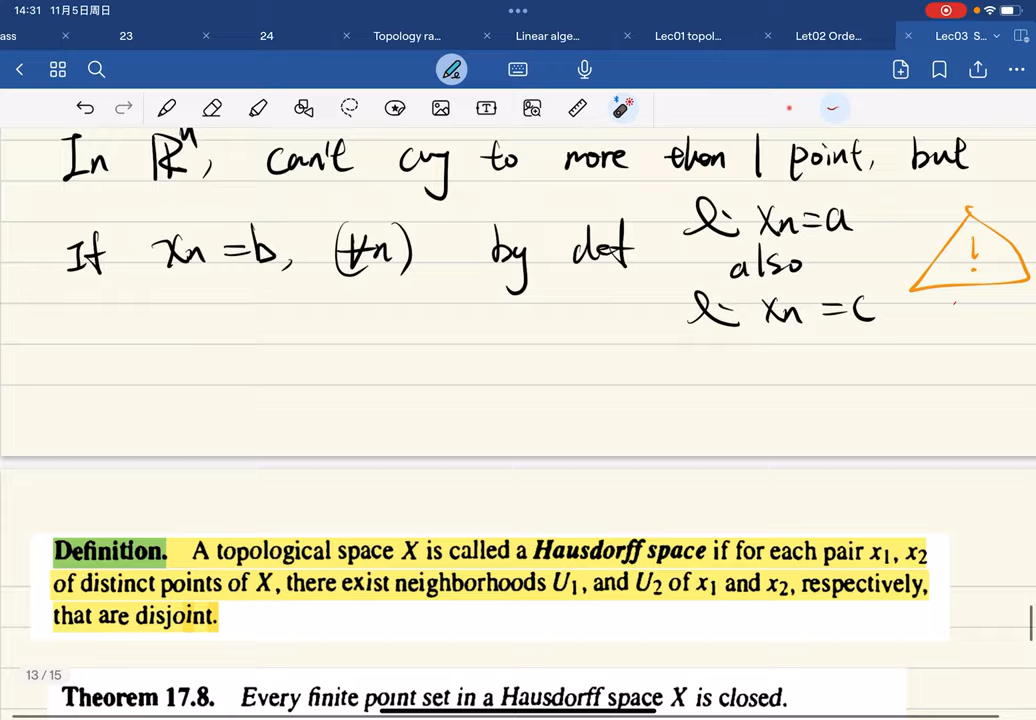 14:31 11月5日周日
ass 23 24 Topology ra... Linear alge... Lec01 topol... Let02 Orde... Lec03 S...
In ℝⁿ, can't cvg to more than 1 point, but
If xn = b, (∀n) by def
li xn = a
also
li xn = c
!
Definition. A topological space X is called a Hausdorff space if for each pair x₁, x₂
of distinct points of X, there exist neighborhoods U₁, and U₂ of x₁ and x₂, respectively,
that are disjoint.
13 / 15
Theorem 17.8. Every finite point set in a Hausdorff space X is closed.